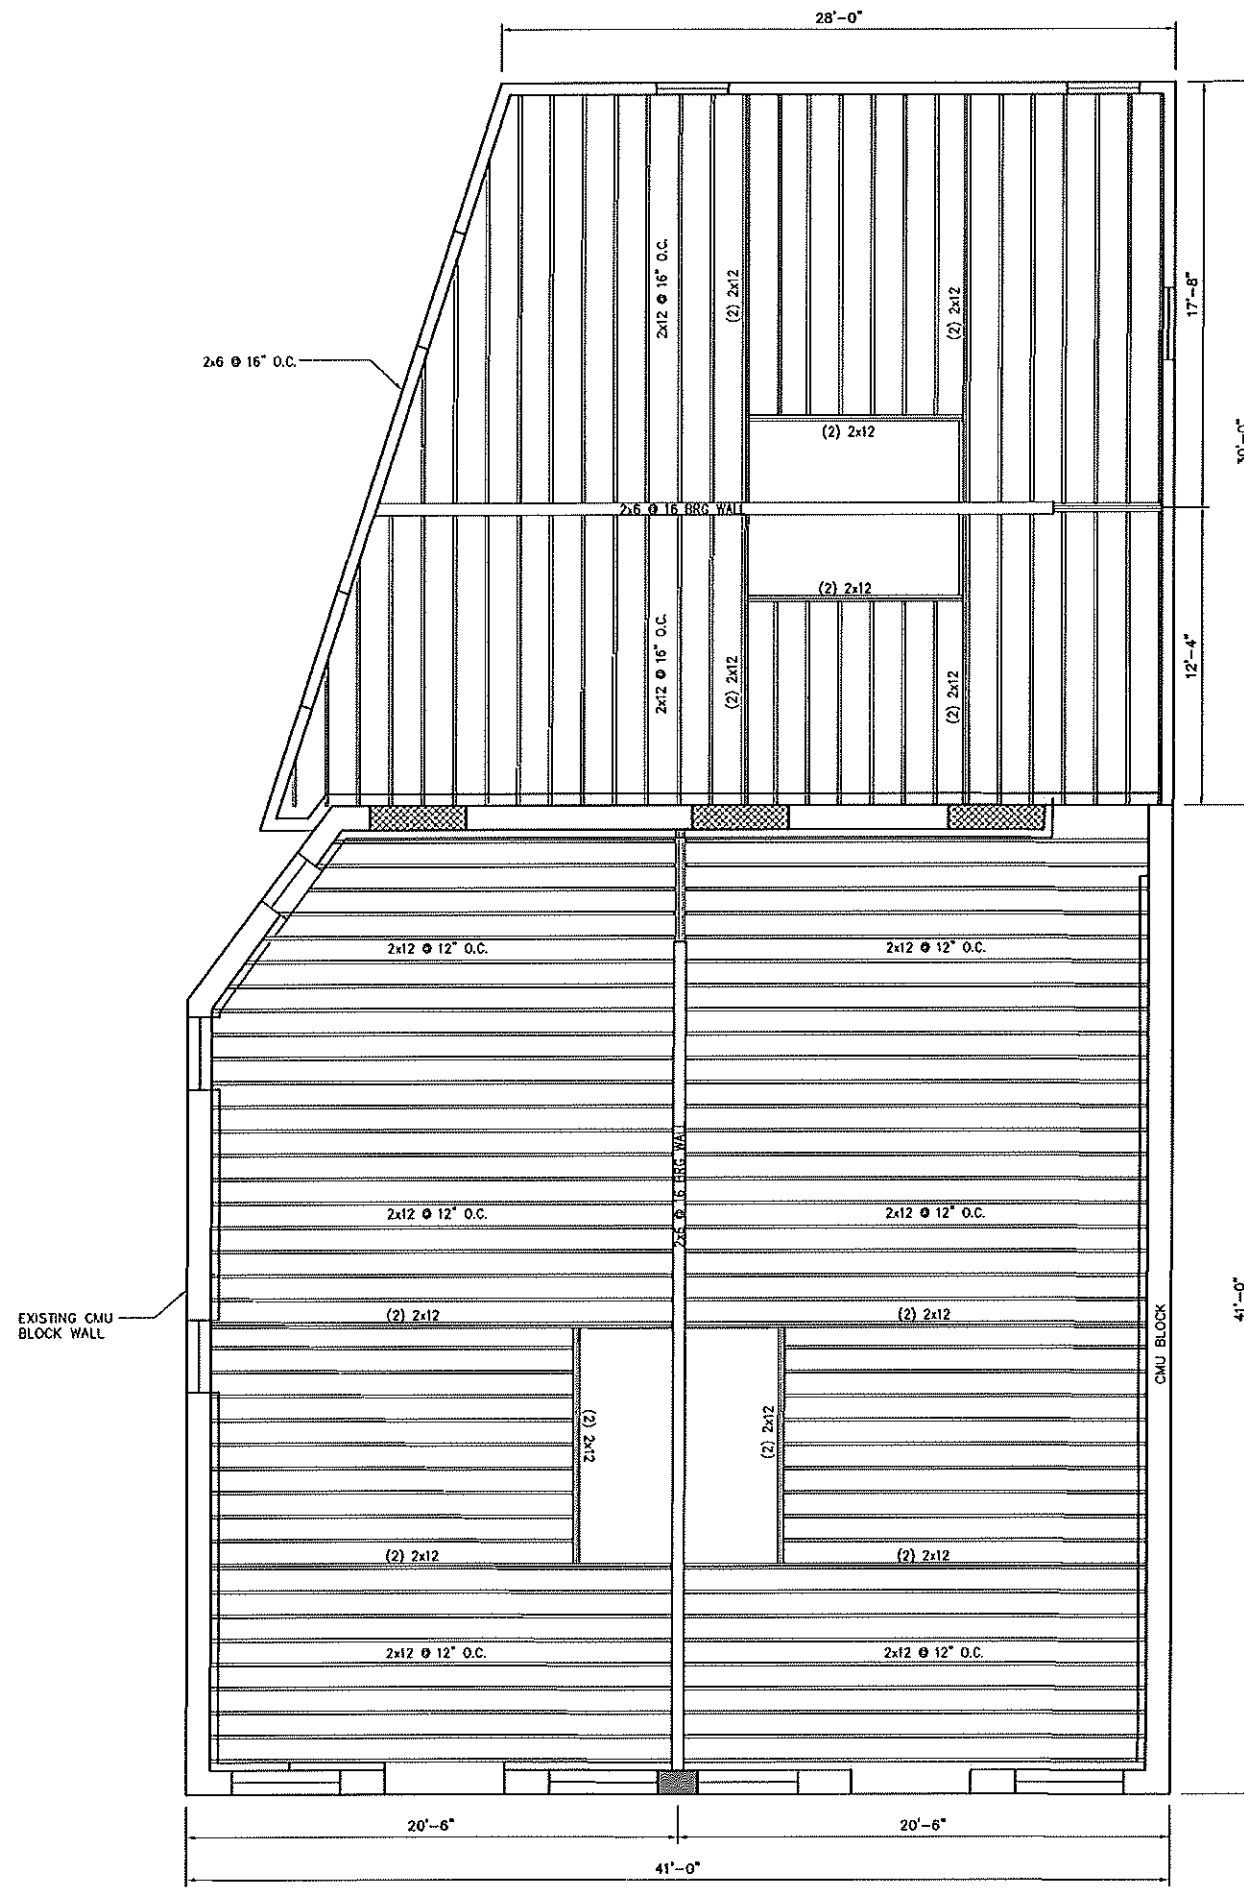 28'-0"
2x12 @ 16" O.C.
(2) 2x12
(2) 2x12
17'-8"
2x6 @ 16" O.C.
(2) 2x12
30'-0"
2x6 @ 16 BRG WALL
(2) 2x12
2x12 @ 16" O.C.
(2) 2x12
(2) 2x12
12'-4"
2x12 @ 12" O.C.
2x12 @ 12" O.C.
2x6 @ 16 BRG WALL
2x12 @ 12" O.C.
2x12 @ 12" O.C.
EXISTING CMU
BLOCK WALL
(2) 2x12
(2) 2x12
CMU BLOCK
41'-0"
(2) 2x12
(2) 2x12
(2) 2x12
(2) 2x12
2x12 @ 12" O.C.
2x12 @ 12" O.C.
20'-6"
20'-6"
41'-0"